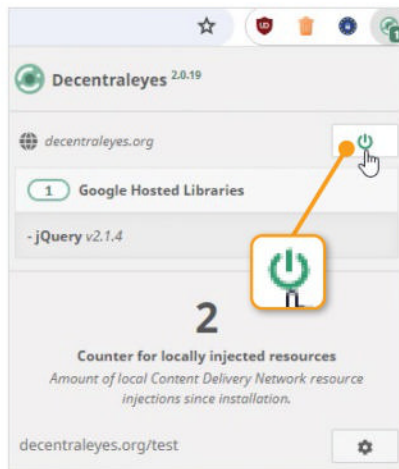 Decentraleyes 2.0.19
decentraleyes.org
1 Google Hosted Libraries
- jQuery v2.1.4
2
Counter for locally injected resources
Amount of local Content Delivery Network resource
injections since installation.
decentraleyes.org/test